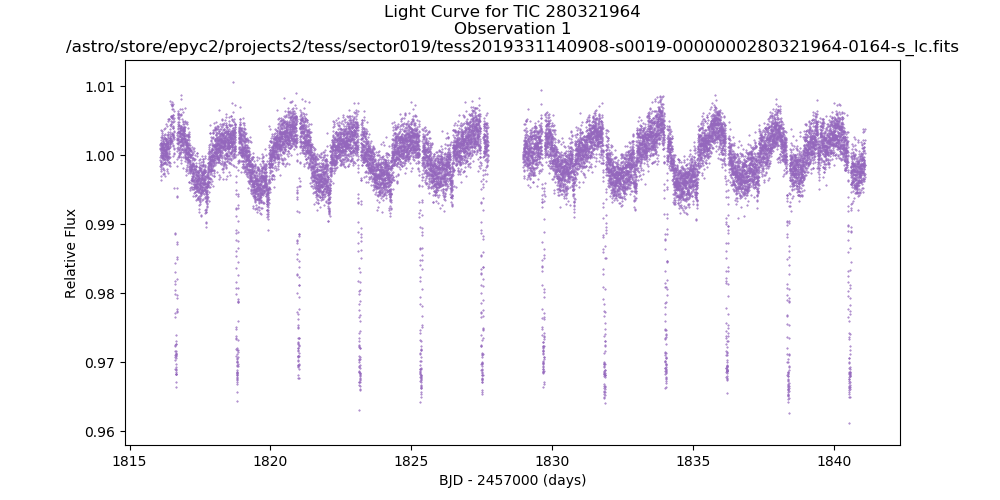 Light Curve for TIC 280321964
Observation 1
/astro/store/epyc2/projects2/tess/sector019/tess2019331140908-s0019-0000000280321964-0164-s_lc.fits
1.01
1.00
0.99
0.98
0.97
0.96
Relative Flux
1815
1820
1825
1830
1835
1840
BJD - 2457000 (days)